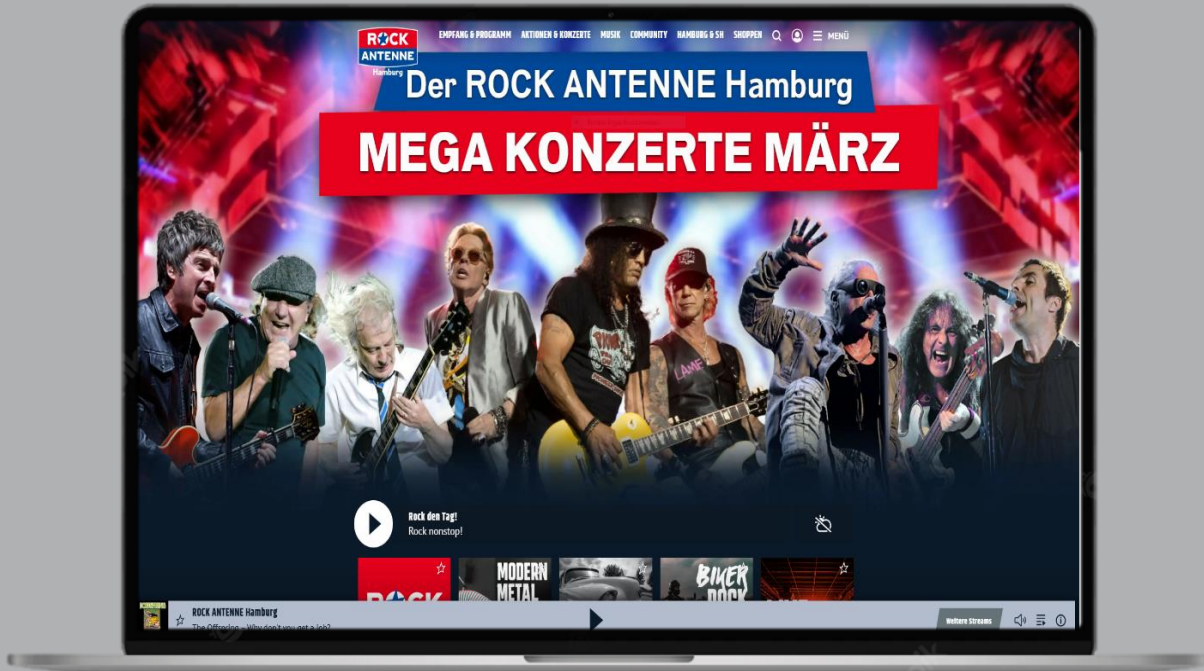 ROCK
ANTENNE
Hamburg
EMPFANG & PROGRAMM AKTIONEN & KONZERTE MUSIK COMMUNITY HAMBURG & SH SHOPPEN MENÜ
Der ROCK ANTENNE Hamburg
MEGA KONZERTE MÄRZ
LAME
Rock den Tag!
Rock nonstop!
ROCK
MODERN
METAL
BIKER
ROCK
ROCK ANTENNE Hamburg
The Offspring – Why don't you get a job?
Weitere Streams